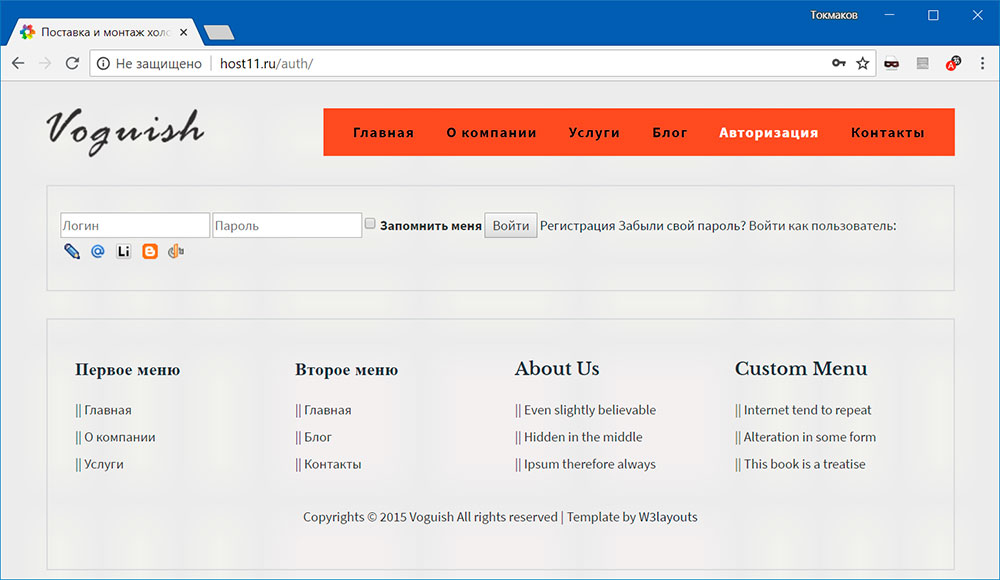 Токмаков
Поставка и монтаж холо
Не защищено host11.ru/auth/
Voguish
Главная О компании Услуги Блог Авторизация Контакты
Логин Пароль Запомнить меня Войти Регистрация Забыли свой пароль? Войти как пользователь:
Li
Первое меню Второе меню About Us Custom Menu
|| Главная || Главная || Even slightly believable || Internet tend to repeat
|| О компании || Блог || Hidden in the middle || Alteration in some form
|| Услуги || Контакты || Ipsum therefore always || This book is a treatise
Copyrights © 2015 Voguish All rights reserved | Template by W3layouts